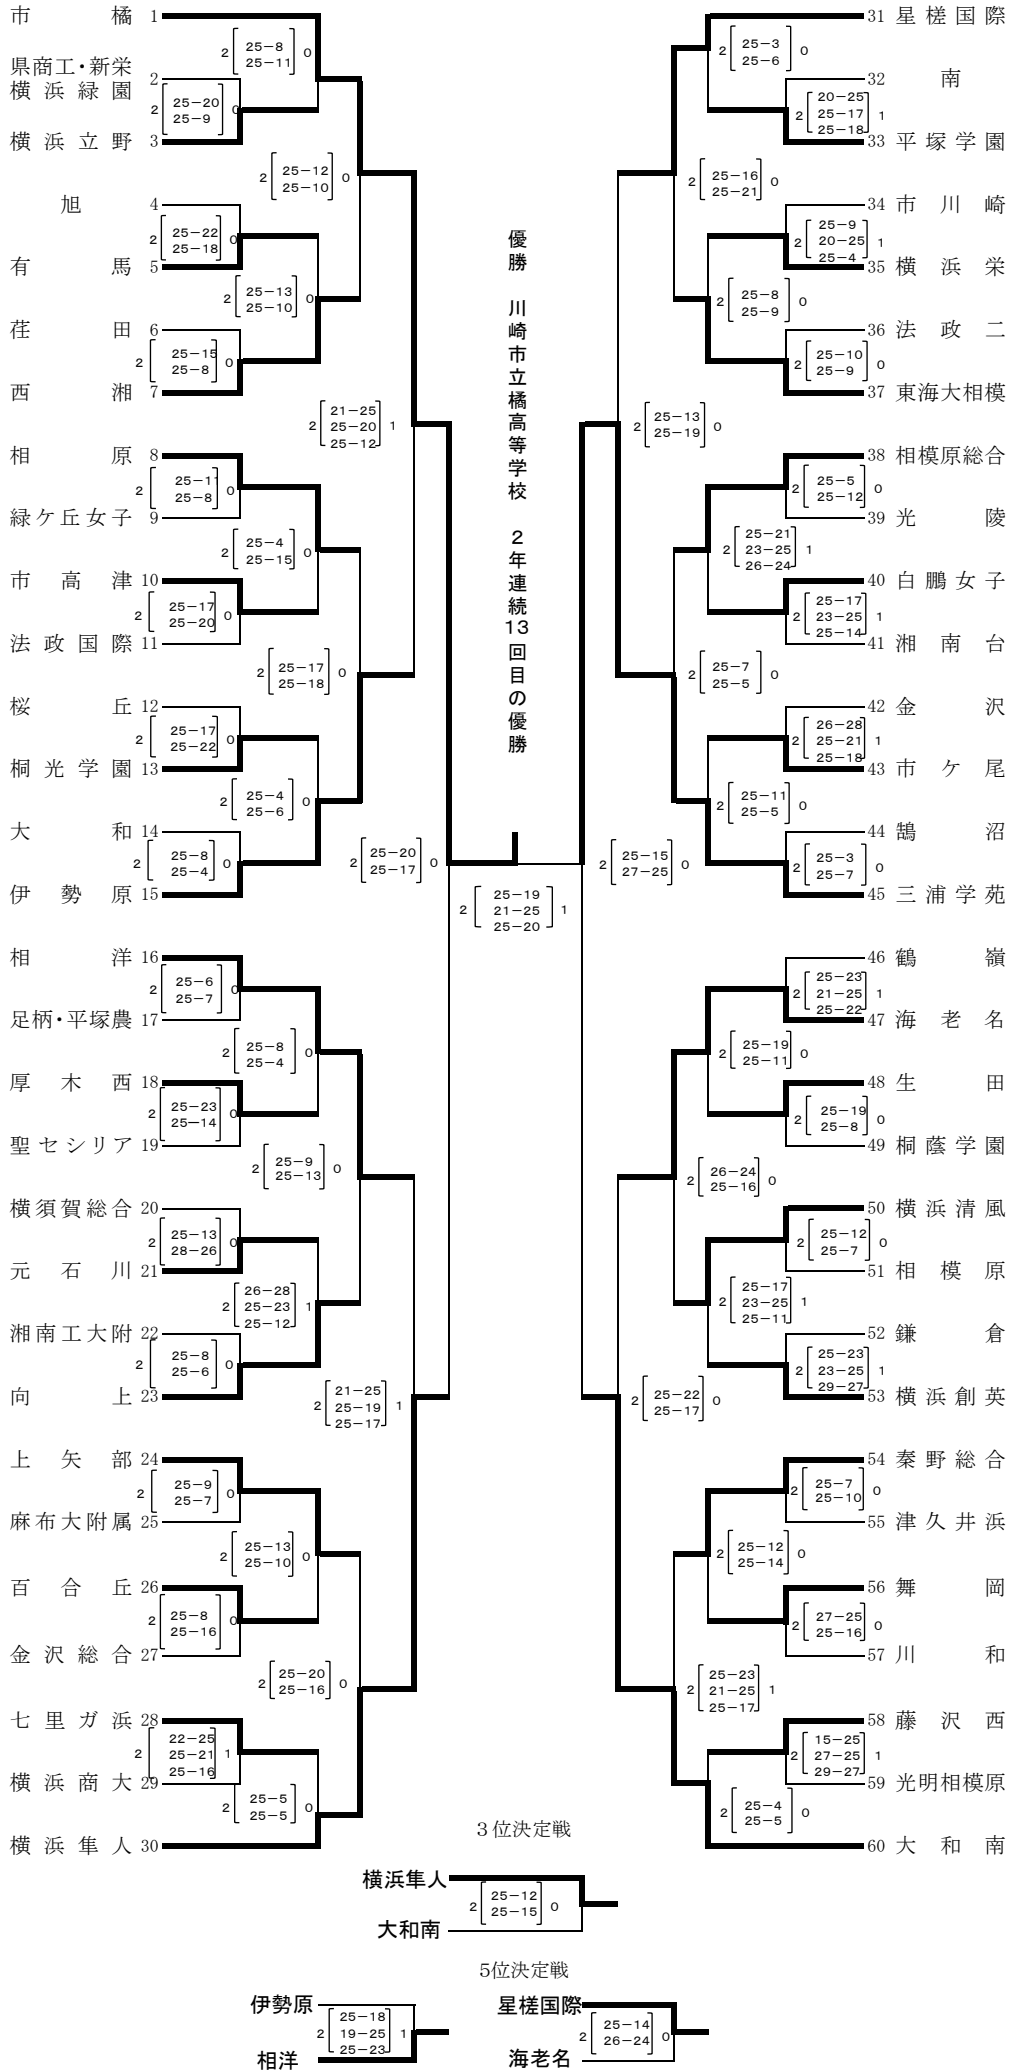 市橘 1
2 25-8 0
25-11
県商工・新栄
横浜緑園 2
2 25-20 0
25-9
横浜立野 3
2 25-12 0
25-10
旭 4
2 25-22 0
25-18
有馬 5
2 25-13 0
25-10
荏田 6
2 25-15 0
25-8
西湘 7
21-25
2 25-20 1
25-12
相原 8
2 25-11 0
25-8
緑ケ丘女子 9
2 25-4 0
25-15
市高津 10
2 25-17 0
25-20
法政国際 11
2 25-17 0
25-18
桜丘 12
2 25-17 0
25-22
桐光学園 13
2 25-4 0
25-6
大和 14
2 25-8 0
25-4
伊勢原 15
2 25-20 0
25-17
相洋 16
2 25-6 0
25-7
足柄・平塚農 17
2 25-8 0
25-4
厚木西 18
2 25-23 0
25-14
聖セシリア 19
2 25-9 0
25-13
横須賀総合 20
2 25-13 0
28-26
元石川 21
26-28
2 25-23 1
25-12
湘南工大附 22
2 25-8 0
25-6
向上 23
21-25
2 25-19 1
25-17
上矢部 24
2 25-9 0
25-7
麻布大附属 25
2 25-13 0
25-10
百合丘 26
2 25-8 0
25-16
金沢総合 27
2 25-20 0
25-16
七里ガ浜 28
22-25
2 25-21 1
25-16
横浜商大 29
2 25-5 0
25-5
横浜隼人 30
優勝 川崎市立橘高等学校 2年連続13回目の優勝
25-19
2 21-25 1
25-20
31 星槎国際
2 25-3 0
25-6
32 南
20-25
2 25-17 1
25-18
33 平塚学園
2 25-16 0
25-21
34 市川崎
25-9
2 20-25 1
25-4
35 横浜栄
2 25-8 0
25-9
36 法政二
2 25-10 0
25-9
37 東海大相模
2 25-13 0
25-19
38 相模原総合
2 25-5 0
25-12
39 光陵
25-21
2 23-25 1
26-24
40 白鵬女子
25-17
2 23-25 1
25-14
41 湘南台
2 25-7 0
25-5
42 金沢
26-28
2 25-21 1
25-18
43 市ケ尾
2 25-11 0
25-5
44 鵠沼
2 25-3 0
25-7
45 三浦学苑
2 25-15 0
27-25
46 鶴嶺
25-23
2 21-25 1
25-22
47 海老名
2 25-19 0
25-11
48 生田
2 25-19 0
25-8
49 桐蔭学園
2 26-24 0
25-16
50 横浜清風
2 25-12 0
25-7
51 相模原
25-17
2 23-25 1
25-11
52 鎌倉
25-23
2 23-25 1
29-27
53 横浜創英
2 25-22 0
25-17
54 秦野総合
2 25-7 0
25-10
55 津久井浜
2 25-12 0
25-14
56 舞岡
2 27-25 0
25-16
57 川和
25-23
2 21-25 1
25-17
58 藤沢西
15-25
2 27-25 1
29-27
59 光明相模原
2 25-4 0
25-5
60 大和南
3位決定戦
横浜隼人
2 25-12 0
25-15
大和南
5位決定戦
伊勢原
25-18
2 19-25 1
25-23
相洋
星槎国際
2 25-14 0
26-24
海老名